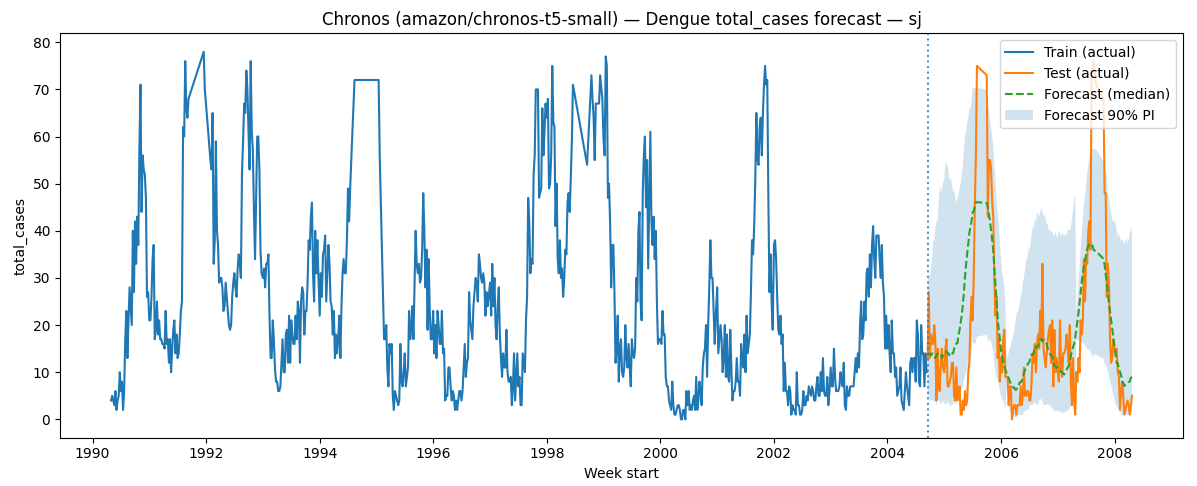 Chronos (amazon/chronos-t5-small) — Dengue total_cases forecast — sj
Train (actual)
Test (actual)
Forecast (median)
Forecast 90% PI
total_cases
80
70
60
50
40
30
20
10
0
1990 1992 1994 1996 1998 2000 2002 2004 2006 2008
Week start